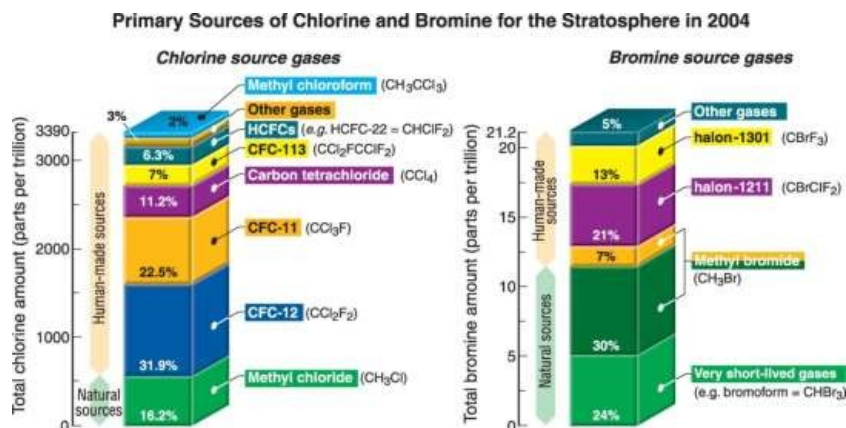 Primary Sources of Chlorine and Bromine for the Stratosphere in 2004
Chlorine source gases
Total chlorine amount (parts per trillion)
3390
3000
2000
1000
0
Human-made sources
Natural sources
2%
3%
6.3%
7%
11.2%
22.5%
31.9%
16.2%
Methyl chloroform (CH3CCl3)
Other gases
HCFCs (e.g. HCFC-22 = CHClF2)
CFC-113 (CCl2FCClF2)
Carbon tetrachloride (CCl4)
CFC-11 (CCl3F)
CFC-12 (CCl2F2)
Methyl chloride (CH3Cl)
Bromine source gases
Total bromine amount (parts per trillion)
21.2
20
15
10
5
0
Human-made
sources
Natural sources
5%
13%
21%
7%
30%
24%
Other gases
halon-1301 (CBrF3)
halon-1211 (CBrClF2)
Methyl bromide
(CH3Br)
Very short-lived gases
(e.g. bromoform = CHBr3)